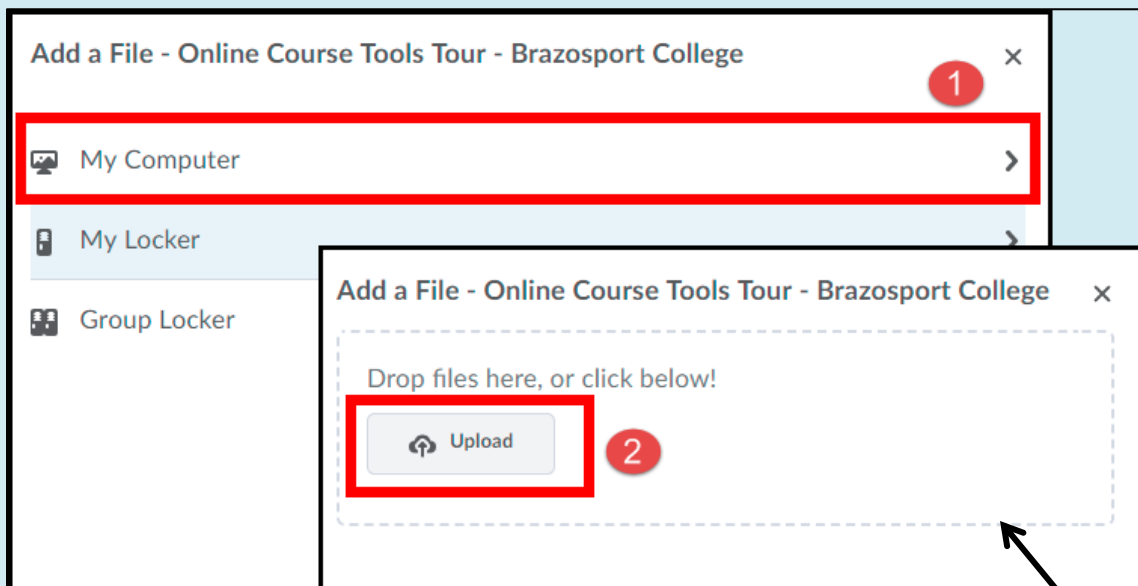 Add a File - Online Course Tools Tour - Brazosport College
1
My Computer
My Locker
Group Locker
Add a File - Online Course Tools Tour - Brazosport College
Drop files here, or click below!
Upload
2